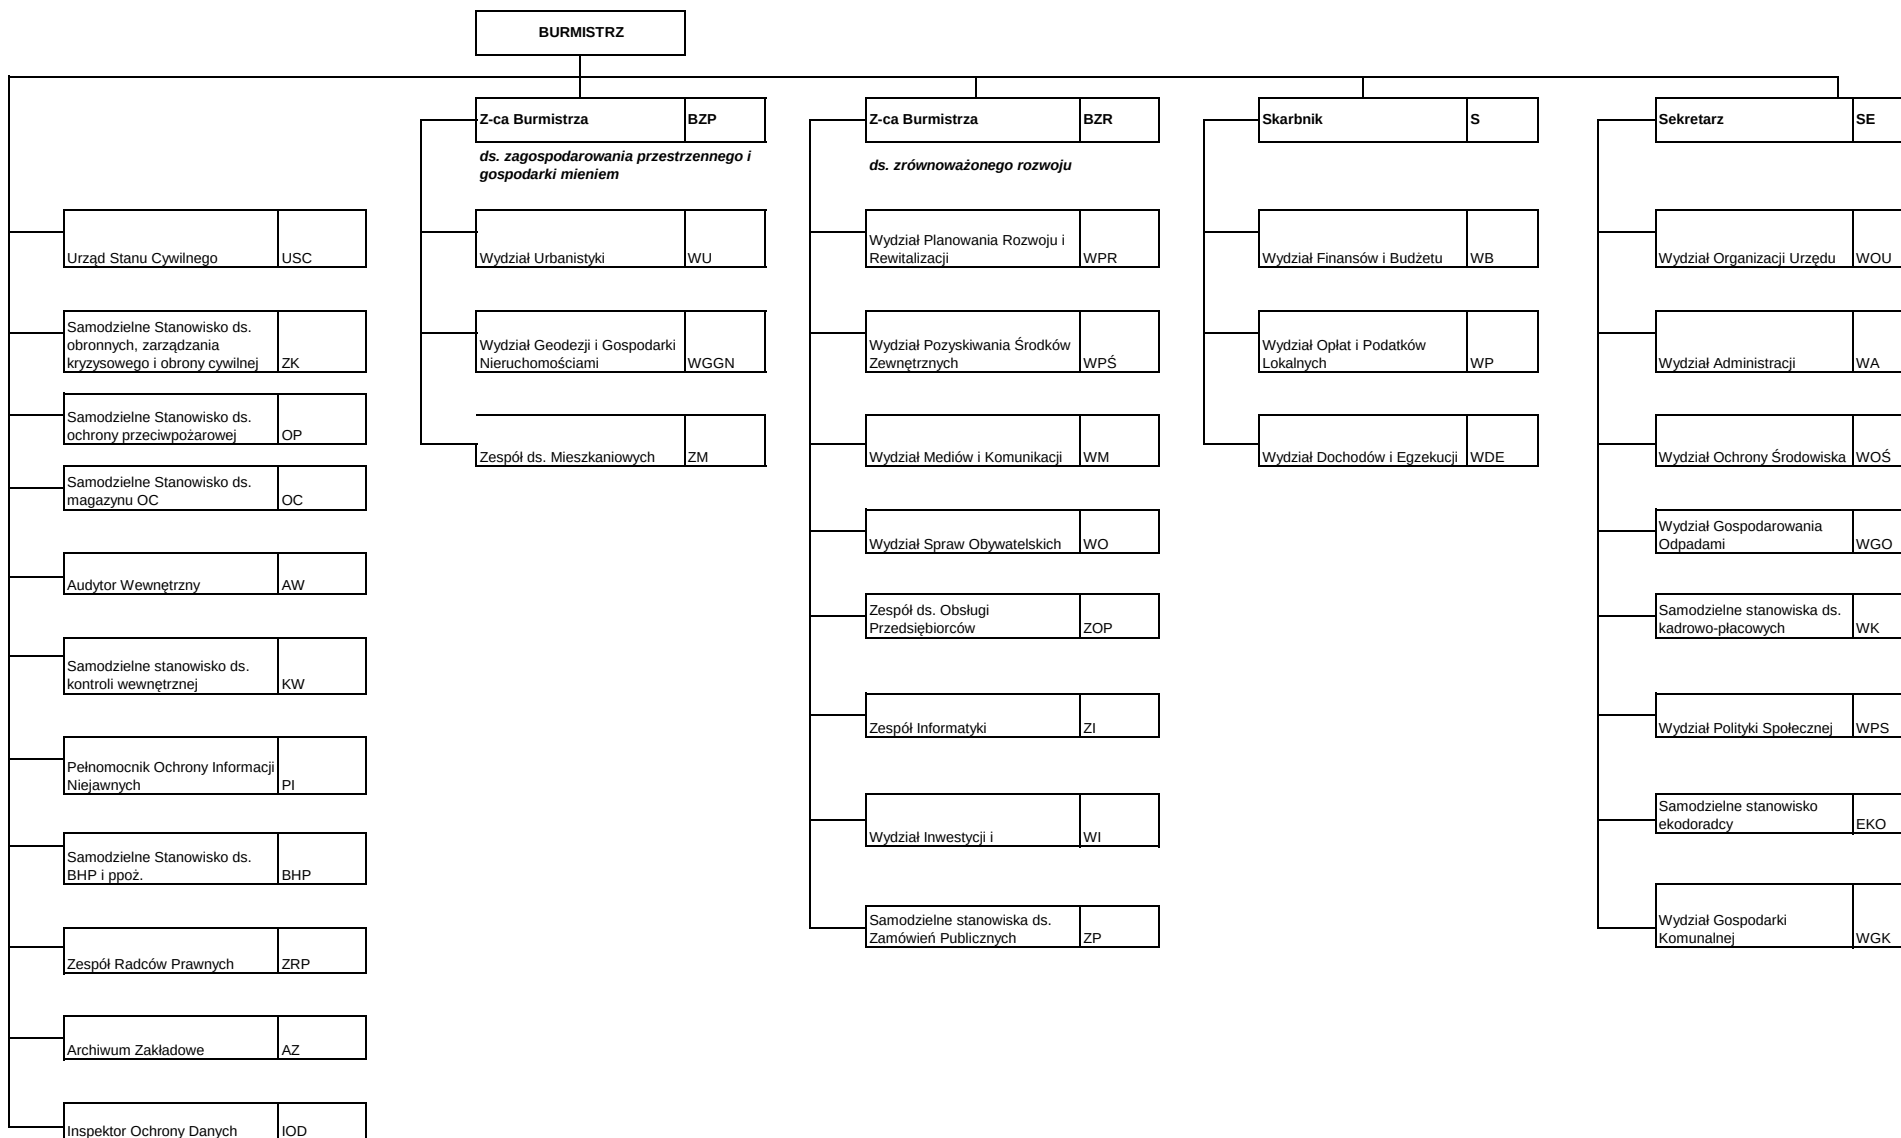 BURMISTRZ
Z-ca Burmistrza BZP
ds. zagospodarowania przestrzennego i
gospodarki mieniem
Z-ca Burmistrza BZR
ds. zrównoważonego rozwoju
Skarbnik S
Sekretarz SE
Urząd Stanu Cywilnego USC
Samodzielne Stanowisko ds.
obronnych, zarządzania
kryzysowego i obrony cywilnej ZK
Samodzielne Stanowisko ds.
ochrony przeciwpożarowej OP
Samodzielne Stanowisko ds.
magazynu OC OC
Audytor Wewnętrzny AW
Samodzielne stanowisko ds.
kontroli wewnętrznej KW
Pełnomocnik Ochrony Informacji
Niejawnych PI
Samodzielne Stanowisko ds.
BHP i ppoż. BHP
Zespół Radców Prawnych ZRP
Archiwum Zakładowe AZ
Inspektor Ochrony Danych IOD
Wydział Urbanistyki WU
Wydział Geodezji i Gospodarki
Nieruchomościami WGGN
Zespół ds. Mieszkaniowych ZM
Wydział Planowania Rozwoju i
Rewitalizacji WPR
Wydział Pozyskiwania Środków
Zewnętrznych WPŚ
Wydział Mediów i Komunikacji WM
Wydział Spraw Obywatelskich WO
Zespół ds. Obsługi
Przedsiębiorców ZOP
Zespół Informatyki ZI
Wydział Inwestycji i WI
Samodzielne stanowiska ds.
Zamówień Publicznych ZP
Wydział Finansów i Budżetu WB
Wydział Opłat i Podatków
Lokalnych WP
Wydział Dochodów i Egzekucji WDE
Wydział Organizacji Urzędu WOU
Wydział Administracji WA
Wydział Ochrony Środowiska WOŚ
Wydział Gospodarowania
Odpadami WGO
Samodzielne stanowiska ds.
kadrowo-płacowych WK
Wydział Polityki Społecznej WPS
Samodzielne stanowisko
ekodoradcy EKO
Wydział Gospodarki
Komunalnej WGK